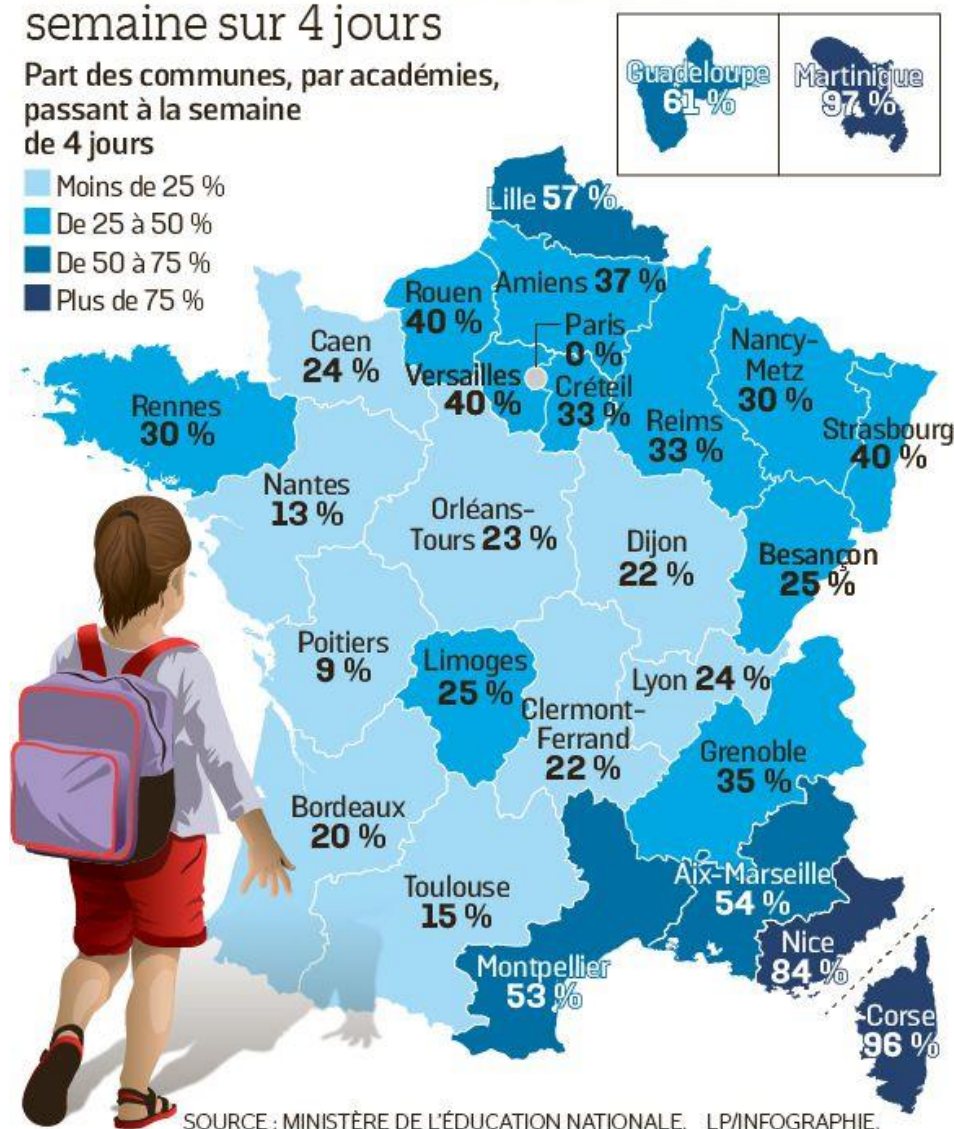 semaine sur 4 jours
Part des communes, par académies,
passant à la semaine
de 4 jours
Moins de 25 %
De 25 à 50 %
De 50 à 75 %
Plus de 75 %
Guadeloupe
61 %
Martinique
97 %
Lille 57 %
Amiens 37 %
Rouen
40 %
Paris
0 %
Caen
24 %
Versailles
40 %
Créteil
33 %
Nancy-
Metz
30 %
Reims
33 %
Strasbourg
40 %
Rennes
30 %
Nantes
13 %
Orléans-
Tours 23 %
Dijon
22 %
Besançon
25 %
Poitiers
9 %
Limoges
25 %
Lyon 24 %
Clermont-
Ferrand
22 %
Grenoble
35 %
Bordeaux
20 %
Toulouse
15 %
Aix-Marseille
54 %
Nice
84 %
Montpellier
53 %
Corse
96 %
SOURCE : MINISTÈRE DE L'ÉDUCATION NATIONALE. LP/INFOGRAPHIE.